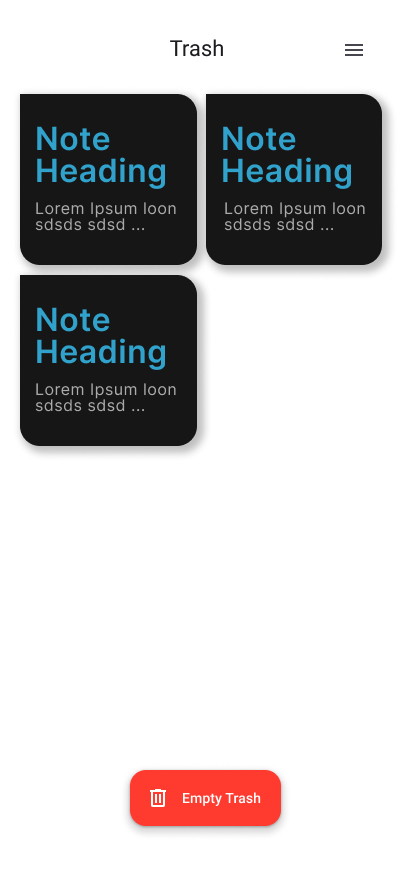 Trash
Note
Heading
Lorem Ipsum loon
sdsds sdsd ...
Note
Heading
Lorem Ipsum loon
sdsds sdsd ...
Note
Heading
Lorem Ipsum loon
sdsds sdsd ...
Empty Trash